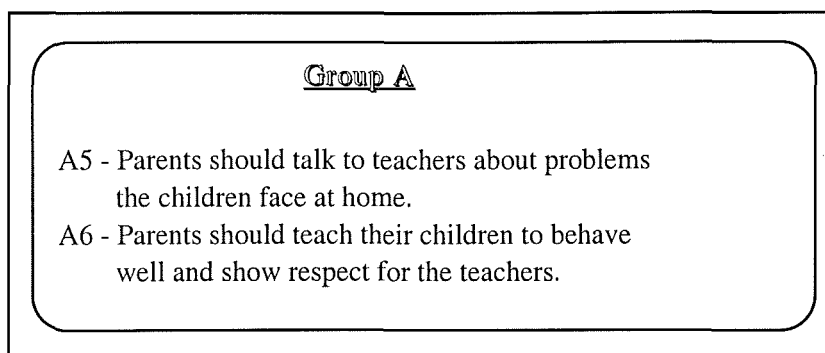 Group A
A5 - Parents should talk to teachers about problems
the children face at home.
A6 - Parents should teach their children to behave
well and show respect for the teachers.